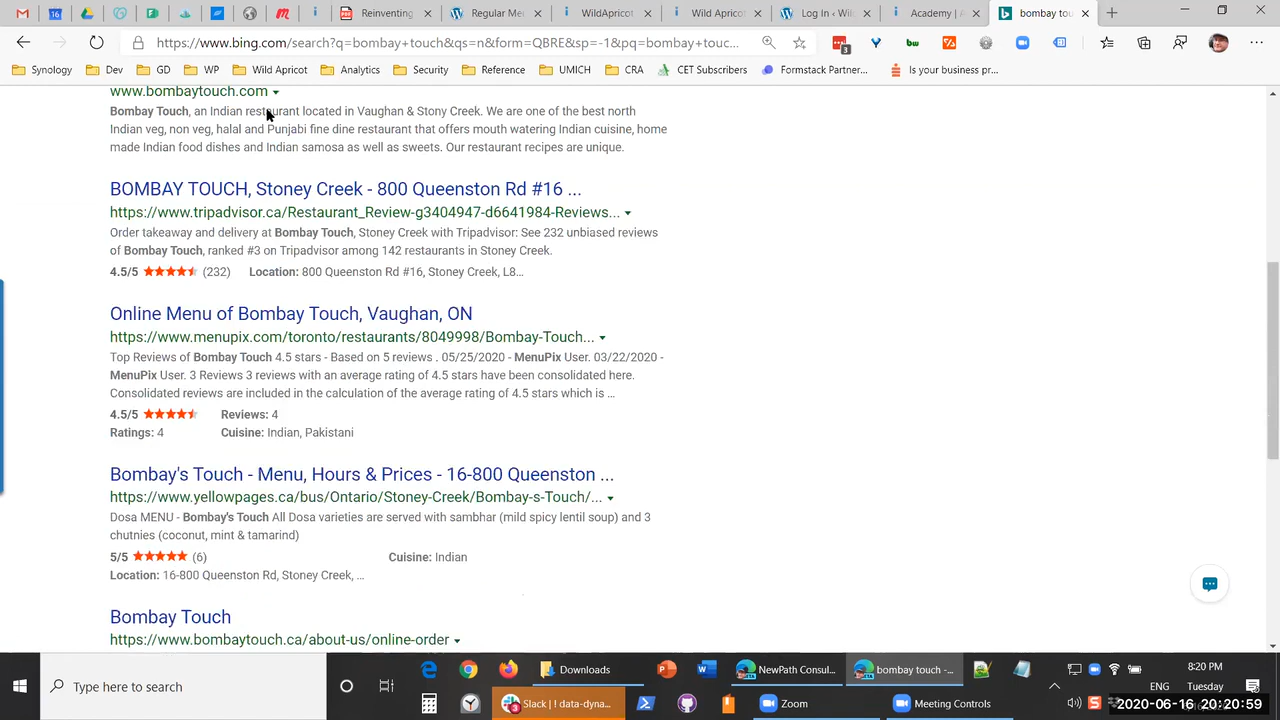 16
Reinventing
Regular Me
WildApricot
Wild Aprico
Log In ‹ Wi
Academy | A
bombay tou
https://www.bing.com/search?q=bombay+touch&qs=n&form=QBRE&sp=-1&pq=bombay+touc...
3
bw
Synology
Dev
GD
WP
Wild Apricot
Analytics
Security
Reference
UMICH
CRA
CET Subscribers
Formstack Partner...
Is your business pr...
www.bombaytouch.com
Bombay Touch, an Indian restaurant located in Vaughan & Stony Creek. We are one of the best north
Indian veg, non veg, halal and Punjabi fine dine restaurant that offers mouth watering Indian cuisine, home
made Indian food dishes and Indian samosa as well as sweets. Our restaurant recipes are unique.
BOMBAY TOUCH, Stoney Creek - 800 Queenston Rd #16 ...
https://www.tripadvisor.ca/Restaurant_Review-g3404947-d6641984-Reviews...
Order takeaway and delivery at Bombay Touch, Stoney Creek with Tripadvisor: See 232 unbiased reviews
of Bombay Touch, ranked #3 on Tripadvisor among 142 restaurants in Stoney Creek.
4.5/5 (232) Location: 800 Queenston Rd #16, Stoney Creek, L8...
Online Menu of Bombay Touch, Vaughan, ON
https://www.menupix.com/toronto/restaurants/8049998/Bombay-Touch...
Top Reviews of Bombay Touch 4.5 stars - Based on 5 reviews . 05/25/2020 - MenuPix User. 03/22/2020 -
MenuPix User. 3 Reviews 3 reviews with an average rating of 4.5 stars have been consolidated here.
Consolidated reviews are included in the calculation of the average rating of 4.5 stars which is ...
4.5/5 Reviews: 4
Ratings: 4 Cuisine: Indian, Pakistani
Bombay's Touch - Menu, Hours & Prices - 16-800 Queenston ...
https://www.yellowpages.ca/bus/Ontario/Stoney-Creek/Bombay-s-Touch/...
Dosa MENU - Bombay's Touch All Dosa varieties are served with sambhar (mild spicy lentil soup) and 3
chutnies (coconut, mint & tamarind)
5/5 (6) Cuisine: Indian
Location: 16-800 Queenston Rd, Stoney Creek, ...
Bombay Touch
https://www.bombaytouch.ca/about-us/online-order
Type here to search
Downloads
NewPath Consul...
bombay touch -...
8:20 PM
ENG
Tuesday
Slack | ! data-dyna...
Zoom
Meeting Controls
2020-06-16 20:20:59